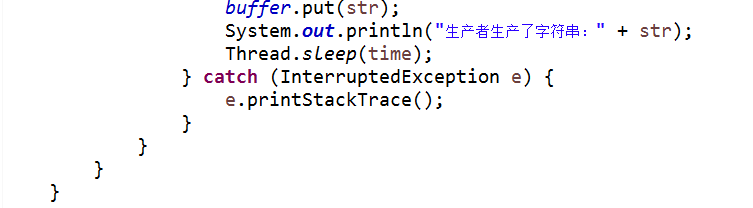 buffer.put(str);
System.out.println("生产者生产了字符串：" + str);
Thread.sleep(time);
} catch (InterruptedException e) {
e.printStackTrace();
}
}
}
}